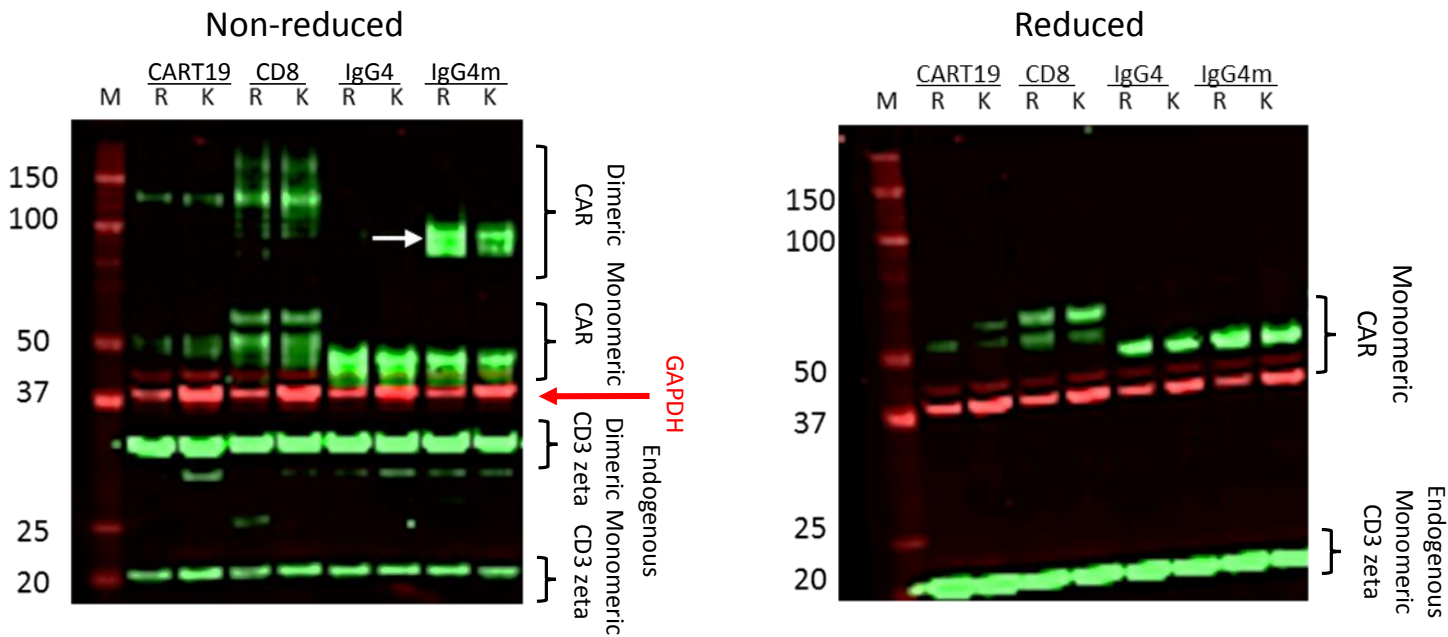 Non-reduced
CART19 CD8 IgG4 IgG4m
M R K R K R K R K
150
100
50
37
25
20
Dimeric
CAR
Monomeric
CAR
GAPDH
Dimeric
CD3 zeta
Monomeric
CD3 zeta
Endogenous
Reduced
CART19 CD8 IgG4 IgG4m
M R K R K R K R K
150
100
50
37
25
20
Monomeric
CAR
Endogenous
Monomeric
CD3 zeta